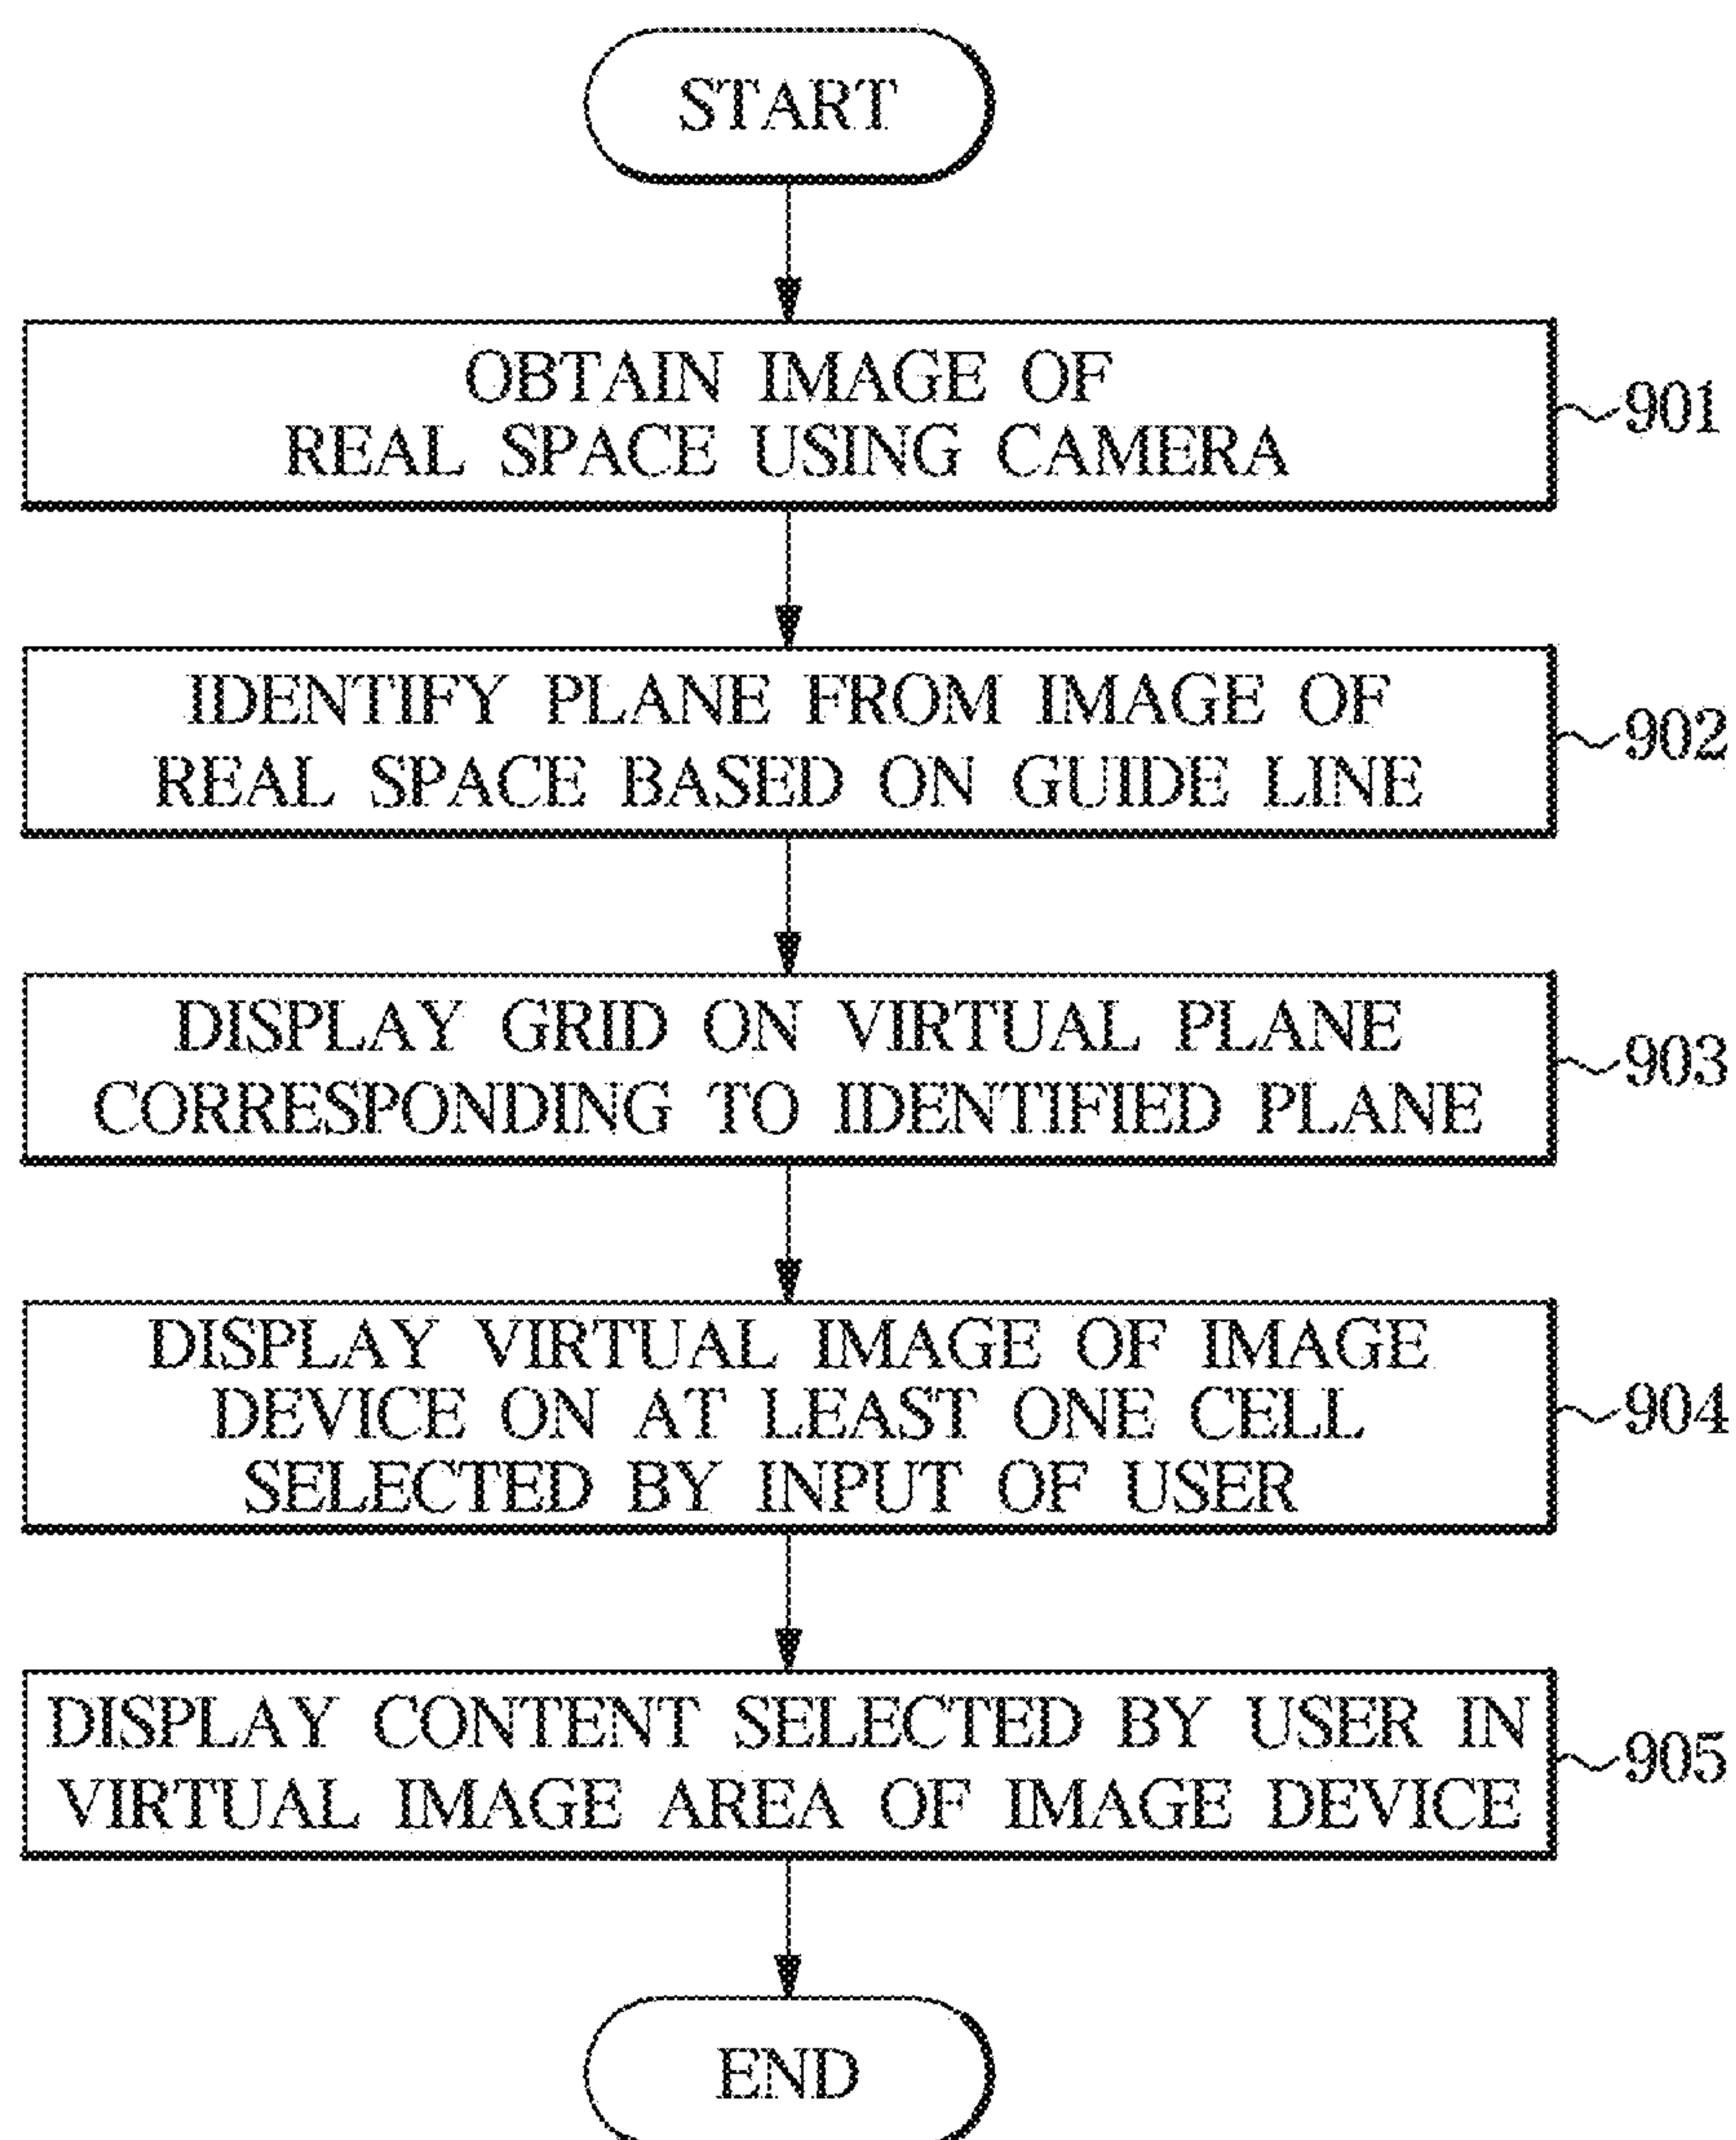 START
OBTAIN IMAGE OF
REAL SPACE USING CAMERA
901
IDENTIFY PLANE FROM IMAGE OF
REAL SPACE BASED ON GUIDE LINE
902
DISPLAY GRID ON VIRTUAL PLANE
CORRESPONDING TO IDENTIFIED PLANE
903
DISPLAY VIRTUAL IMAGE OF IMAGE
DEVICE ON AT LEAST ONE CELL
SELECTED BY INPUT OF USER
904
DISPLAY CONTENT SELECTED BY USER IN
VIRTUAL IMAGE AREA OF IMAGE DEVICE
905
END